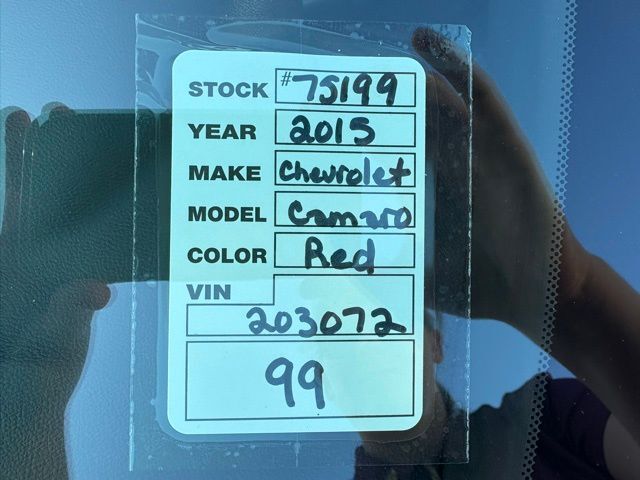 STOCK #75199
YEAR 2015
MAKE Chevrolet
MODEL Camaro
COLOR Red
VIN
203072
99